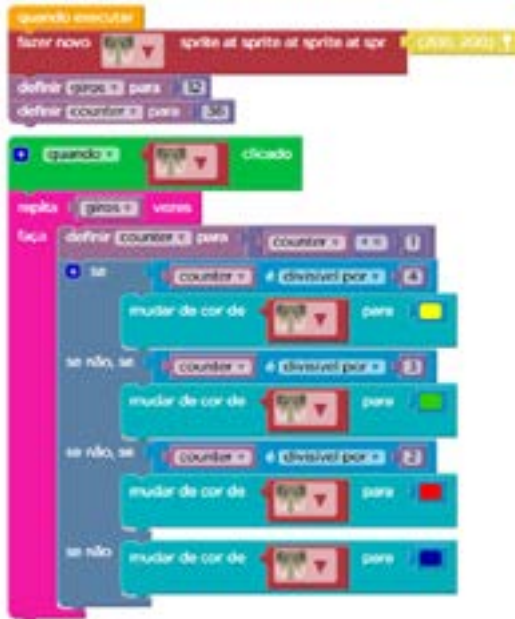 quando executar
fazer novo sprite at sprite at sprite at spr (200, 200)
definir giros para 12
definir counter para 36
quando clicado
repita giros vezes
faça definir counter para counter
se counter é divisível por 4
mudar de cor de para
se não, se counter é divisível por 3
mudar de cor de para
se não, se counter é divisível por 2
mudar de cor de para
se não mudar de cor de para